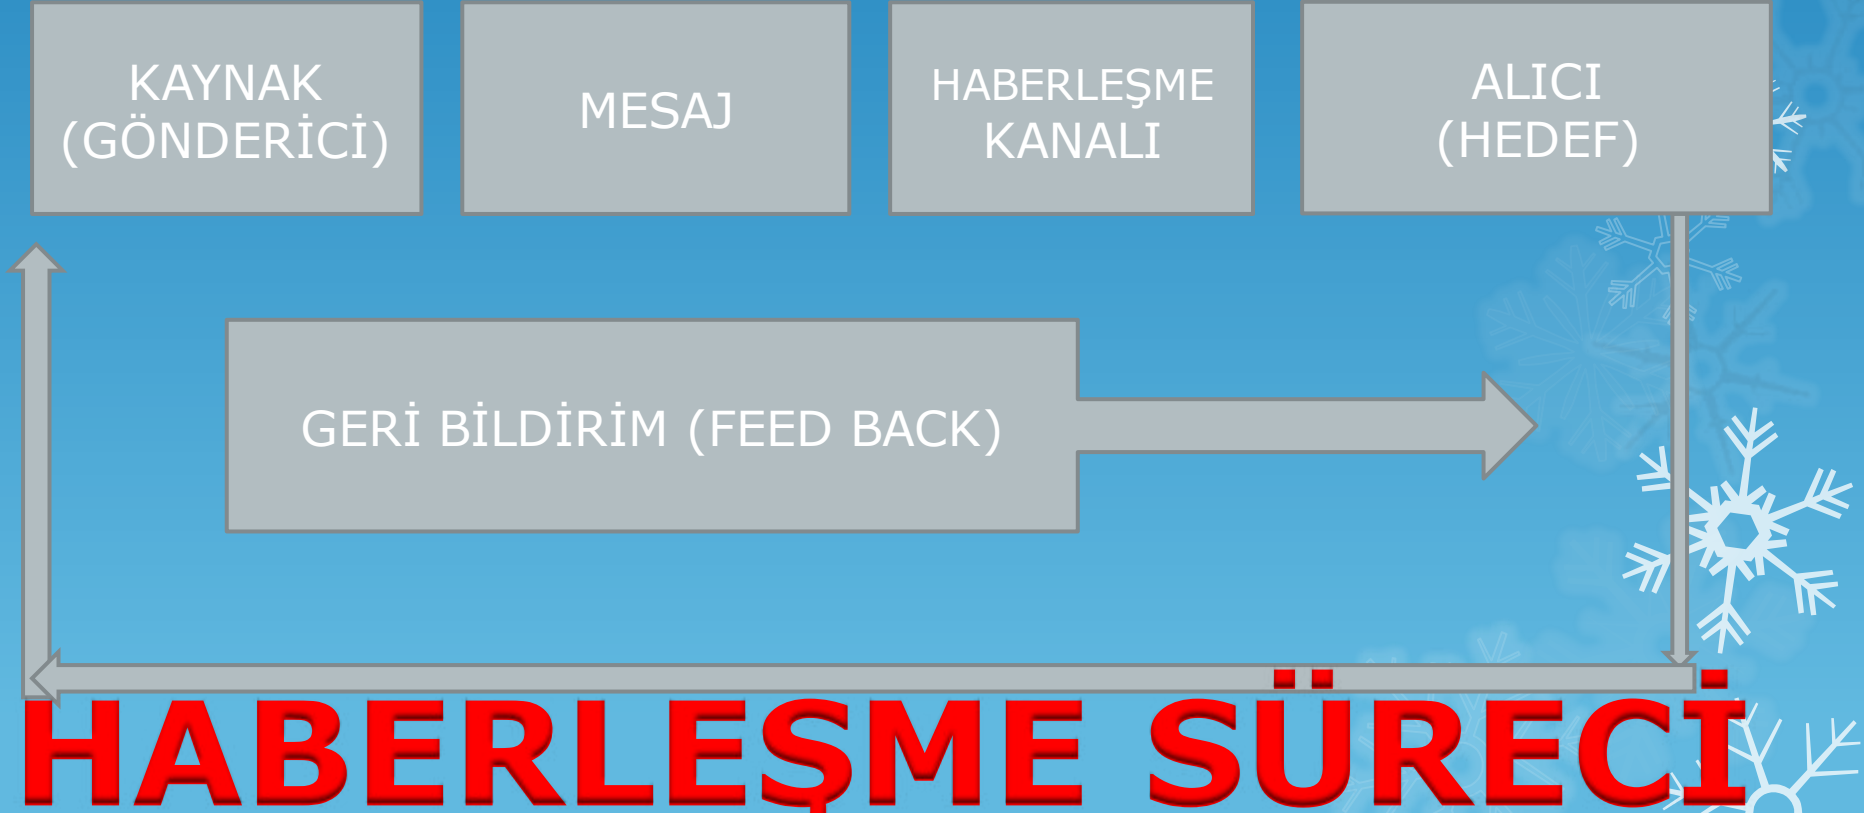 KAYNAK
(GÖNDERİCİ)
MESAJ
HABERLEŞME
KANALI
ALICI
(HEDEF)
GERİ BİLDİRİM (FEED BACK)
HABERLEŞME SÜRECİ